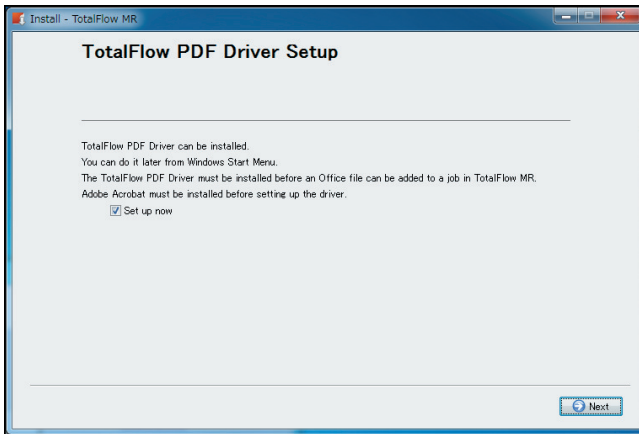 Install - TotalFlow MR
TotalFlow PDF Driver Setup
TotalFlow PDF Driver can be installed.
You can do it later from Windows Start Menu.
The TotalFlow PDF Driver must be installed before an Office file can be added to a job in TotalFlow MR.
Adobe Acrobat must be installed before setting up the driver.
Set up now
Next